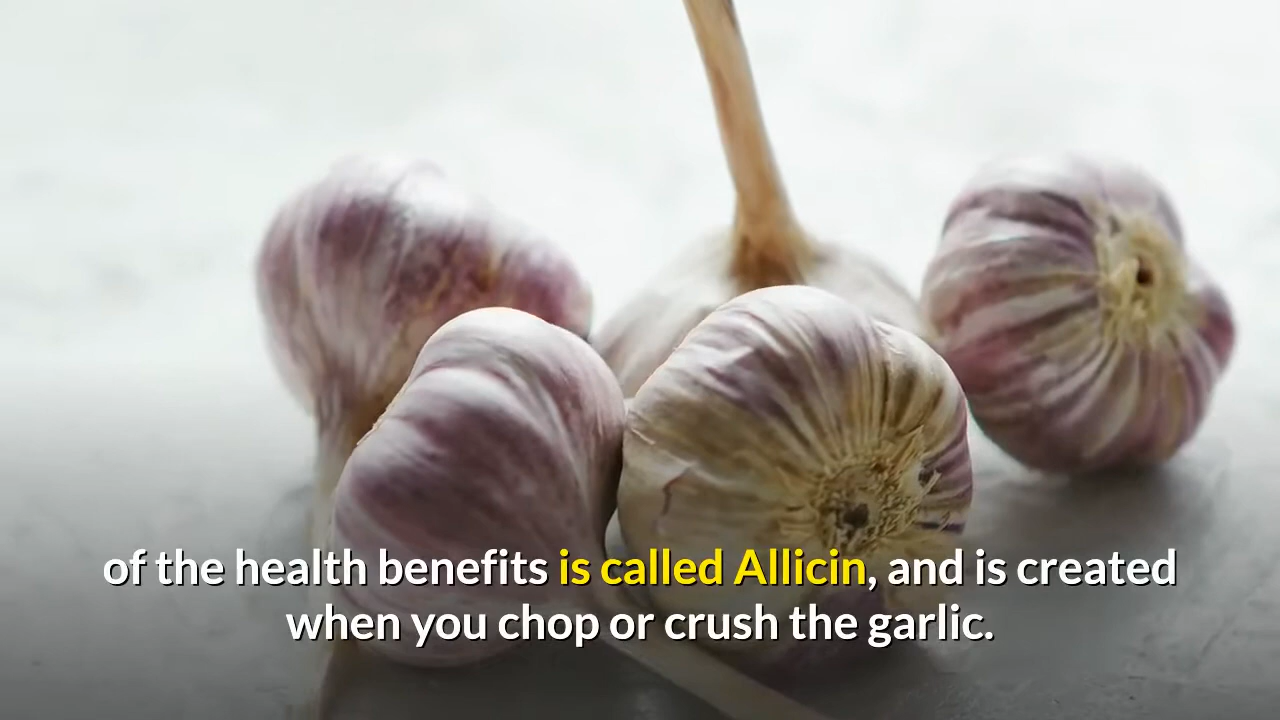 of the health benefits is called Allicin, and is created
when you chop or crush the garlic.